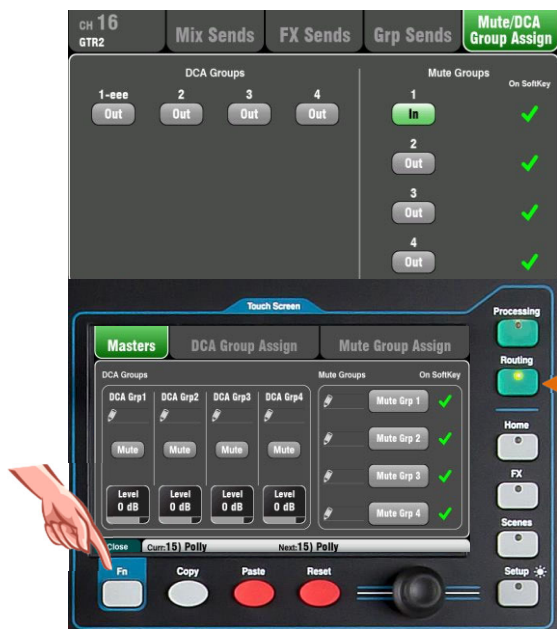 CH 16
GTR2
Mix Sends
FX Sends
Grp Sends
Mute/DCA
Group Assign
DCA Groups
Mute Groups
On SoftKey
1-eee
2
3
4
Out
Out
Out
Out
1
In
2
Out
3
Out
4
Out
Touch Screen
Processing
Masters
DCA Group Assign
Mute Group Assign
Routing
DCA Groups
Mute Groups
On SoftKey
DCA Grp1
DCA Grp2
DCA Grp3
DCA Grp4
Mute Grp 1
Home
Mute
Mute
Mute
Mute
Mute Grp 2
FX
Mute Grp 3
Level
0 dB
Level
0 dB
Level
0 dB
Level
0 dB
Mute Grp 4
Scenes
Close
Curr:15) Polly
Next:15) Polly
Fn
Copy
Paste
Reset
Setup